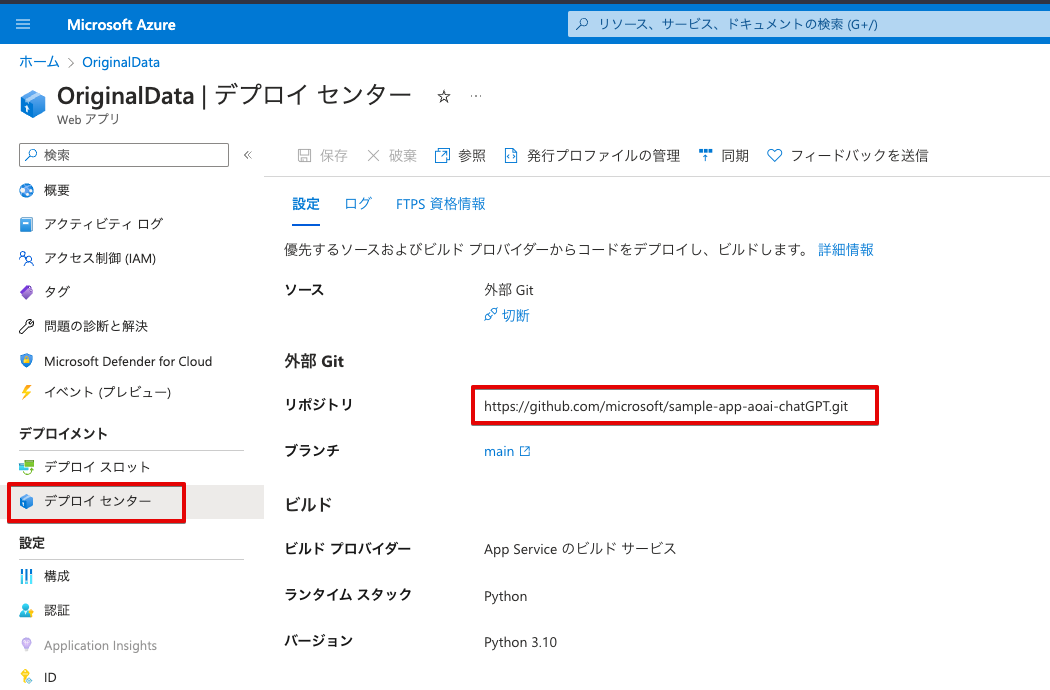 Microsoft Azure
リソース、サービス、ドキュメントの検索 (G+/)
ホーム > OriginalData
OriginalData | デプロイ センター ☆ …
Web アプリ
検索 «
保存 破棄 参照 発行プロファイルの管理 同期 フィードバックを送信
概要
アクティビティ ログ
アクセス制御 (IAM)
タグ
問題の診断と解決
Microsoft Defender for Cloud
イベント (プレビュー)
デプロイメント
デプロイ スロット
デプロイ センター
設定
構成
認証
Application Insights
ID
設定 ログ FTPS 資格情報
優先するソースおよびビルド プロバイダーからコードをデプロイし、ビルドします。 詳細情報
ソース 外部 Git
切断
外部 Git
リポジトリ https://github.com/microsoft/sample-app-aoai-chatGPT.git
ブランチ main
ビルド
ビルド プロバイダー App Service のビルド サービス
ランタイム スタック Python
バージョン Python 3.10